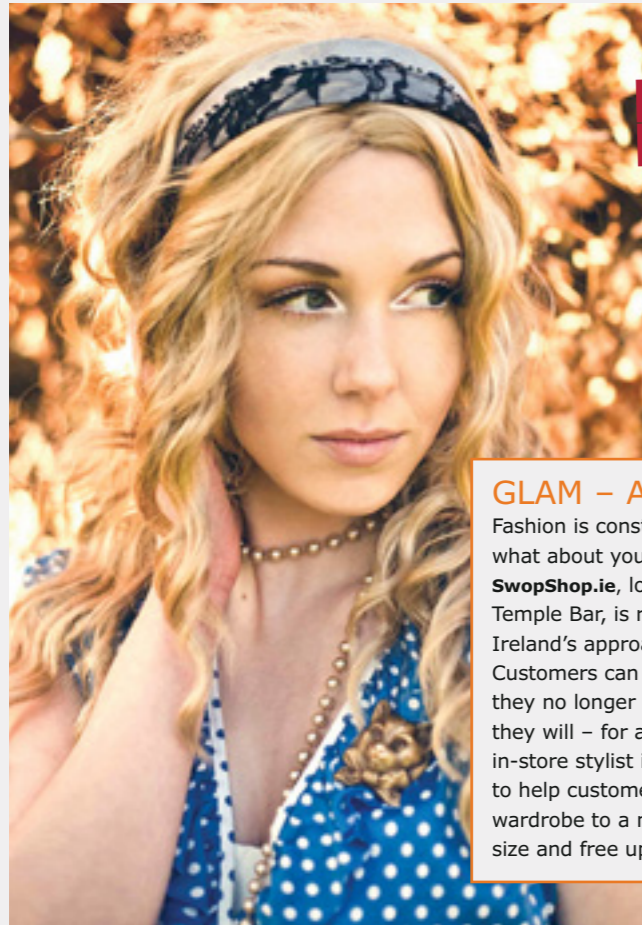 GLAM – A
Fashion is cons
what about you
SwopShop.ie, lo
Temple Bar, is r
Ireland's approa
Customers can
they no longer
they will – for a
in-store stylist i
to help custome
wardrobe to a r
size and free up